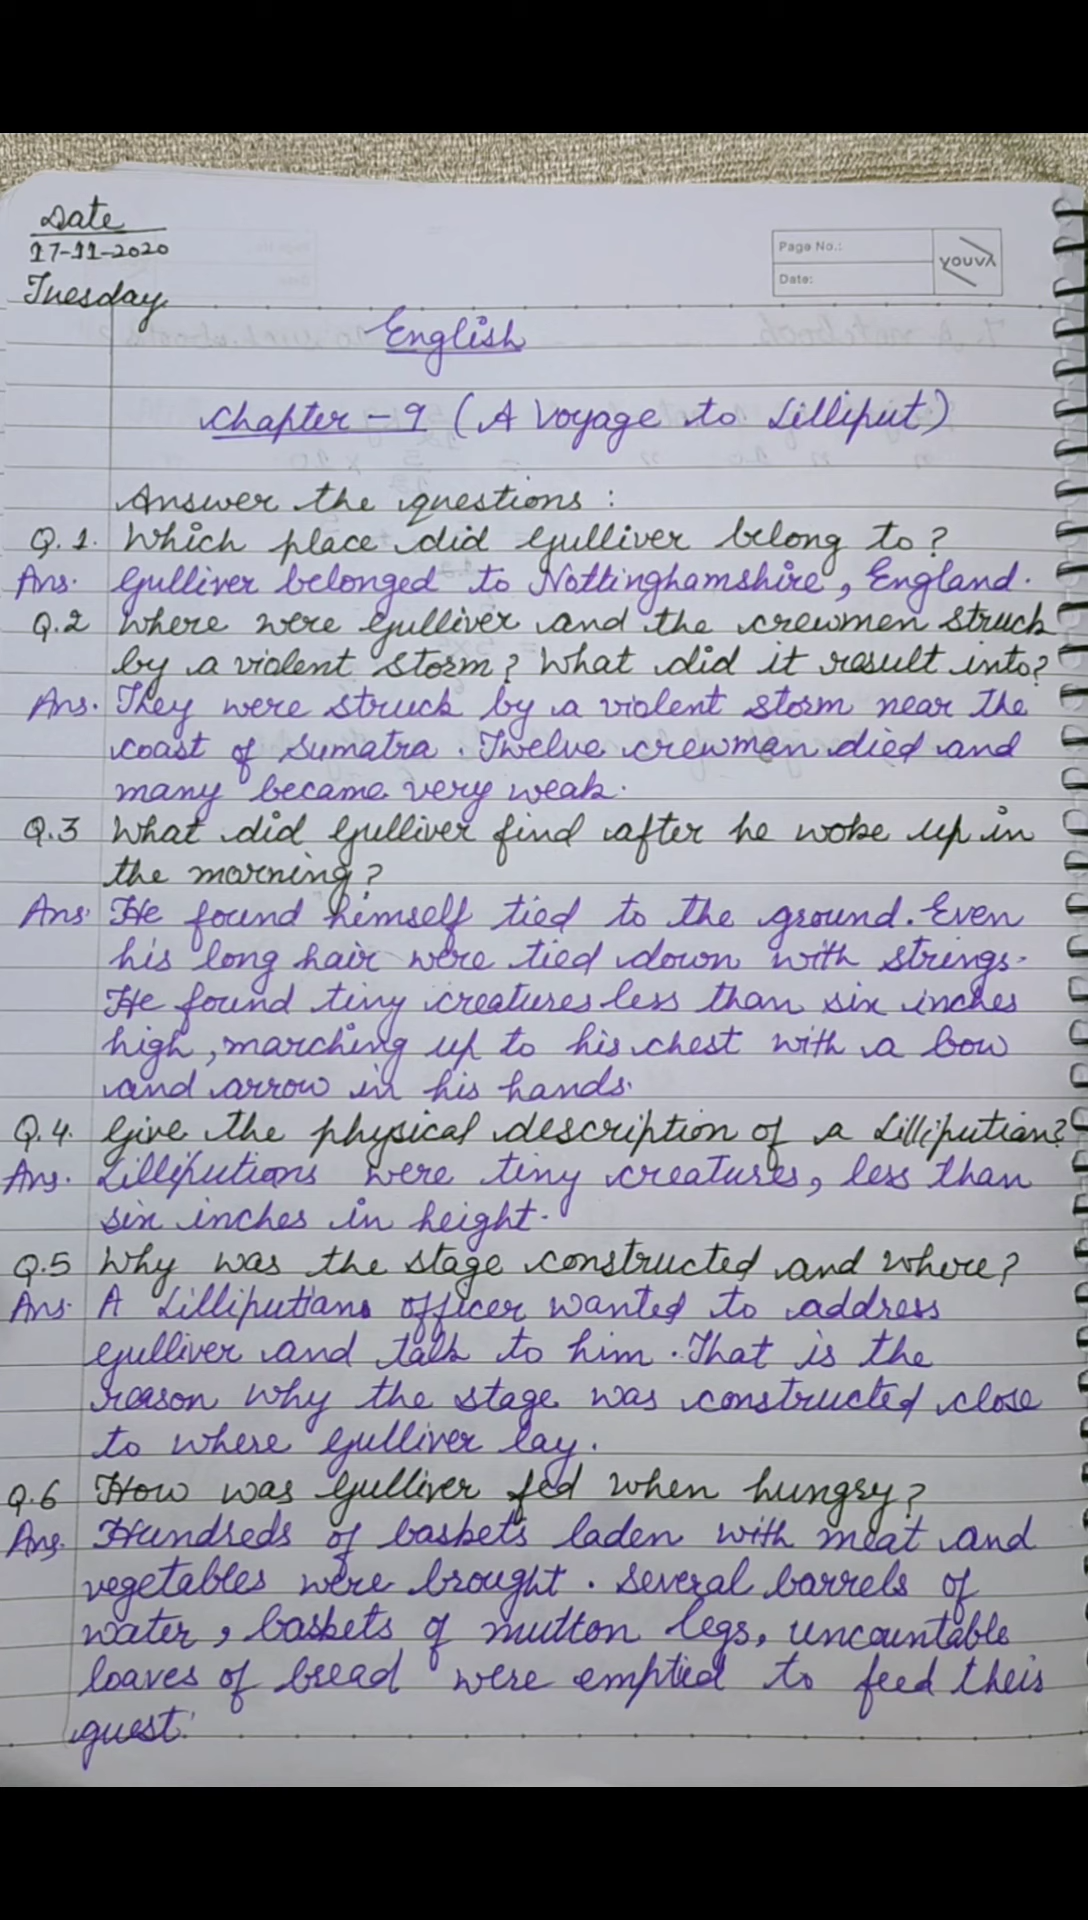 Date
17-11-2020
Tuesday
Page No.:
Date:
youva
English
Chapter - 9 (A Voyage to Lilliput)
Answer the questions :
Q.1. Which place did Gulliver belong to?
Ans. Gulliver belonged to Nottinghamshire, England.
Q.2 Where were Gulliver and the crewmen struck
by a violent storm? What did it result into?
Ans. They were struck by a violent storm near the
coast of Sumatra. Twelve crewman died and
many became very weak.
Q.3 What did Gulliver find after he woke up in
the morning?
Ans. He found himself tied to the ground. Even
his long hair were tied down with strings.
He found tiny creatures less than six inches
high, marching up to his chest with a bow
and arrow in his hands.
Q.4. Give the physical description of a Lilliputian?
Ans. Lilliputians were tiny creatures, less than
six inches in height.
Q.5 Why was the stage constructed and where?
Ans. A Lilliputians officer wanted to address
Gulliver and talk to him. That is the
reason why the stage was constructed close
to where Gulliver lay.
Q.6 How was Gulliver fed when hungry?
Ans. Hundreds of baskets laden with meat and
vegetables were brought. Several barrels of
water, baskets of mutton legs, uncountable
loaves of bread were emptied to feed their
guest.